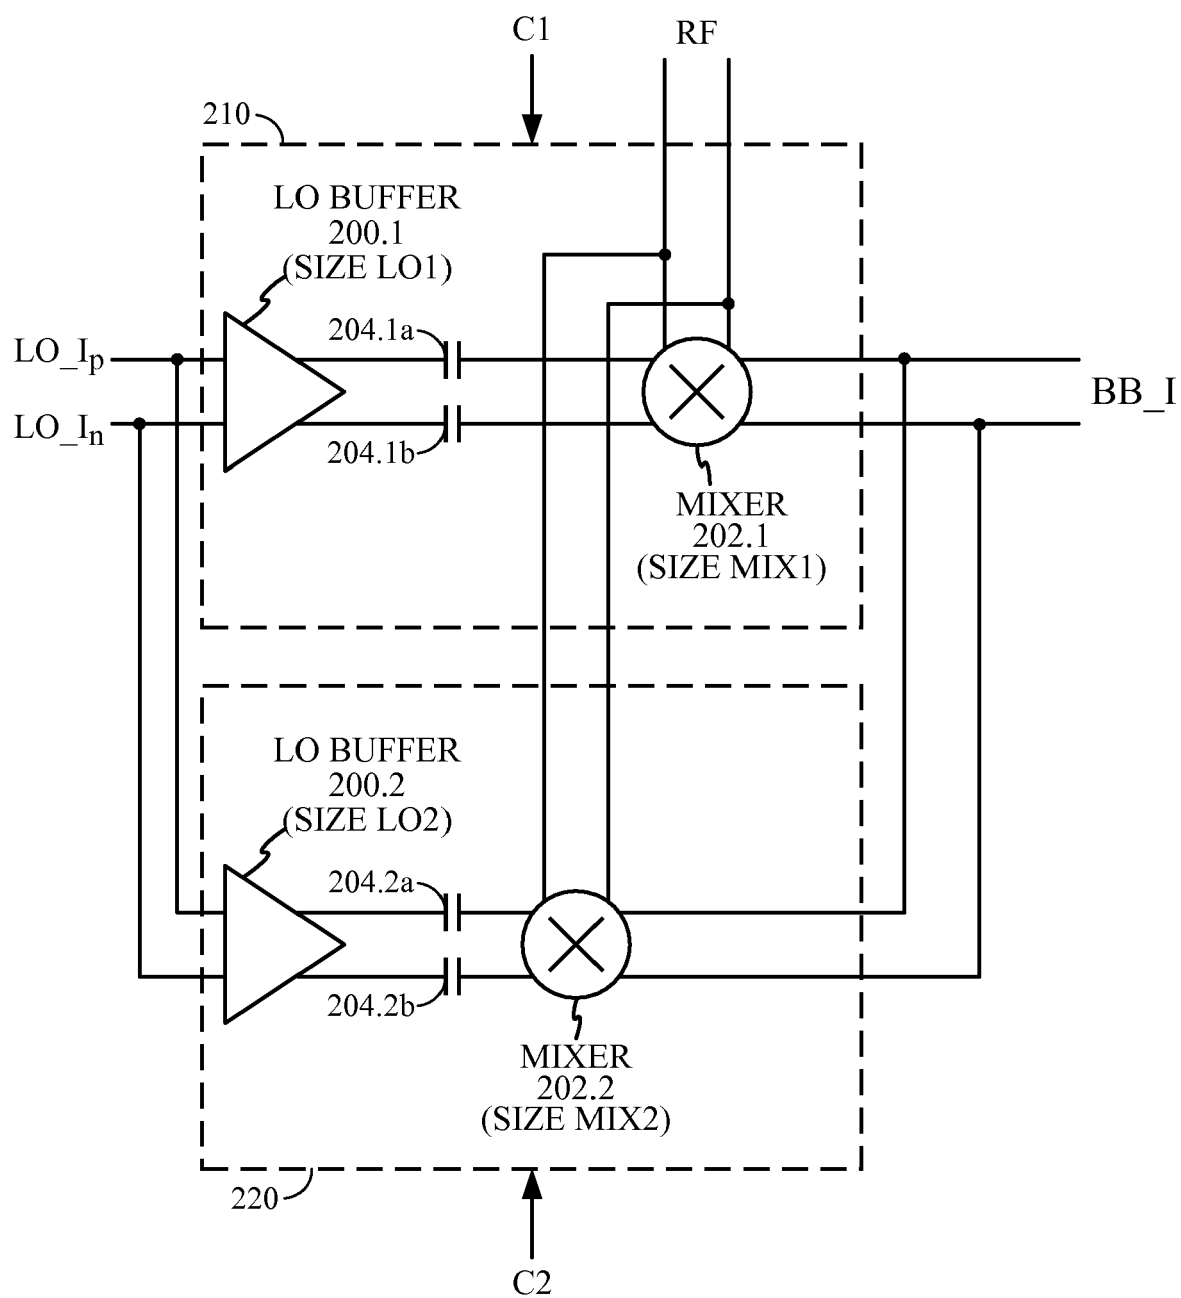 C1
RF
210
LO BUFFER
200.1
(SIZE LO1)
204.1a
LO_Ip
BB_I
LO_In
204.1b
MIXER
202.1
(SIZE MIX1)
LO BUFFER
200.2
(SIZE LO2)
204.2a
204.2b
MIXER
202.2
(SIZE MIX2)
220
C2